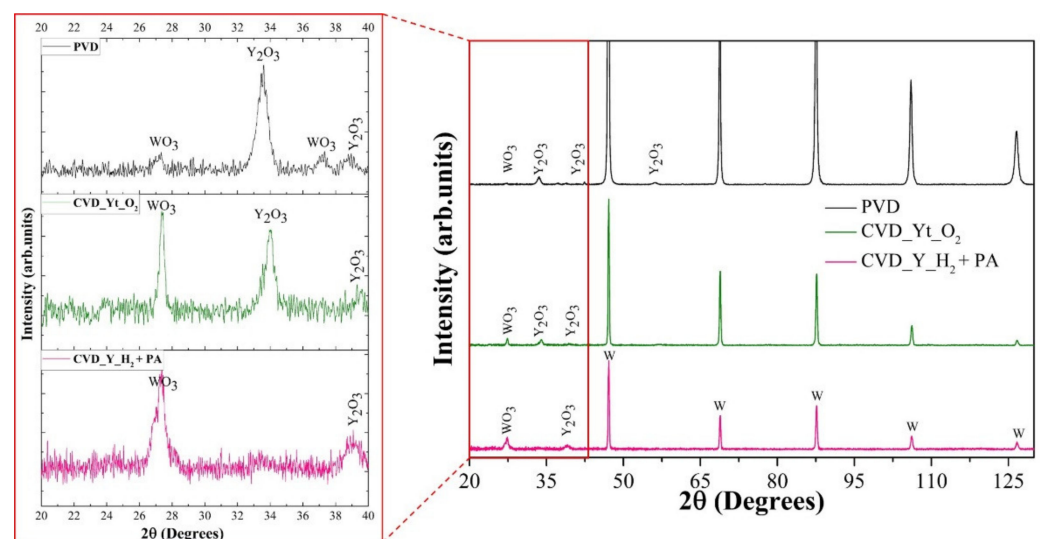 20 22 24 26 28 30 32 34 36 38 40
PVD
Y₂O₃
WO₃
WO₃
Y₂O₃
CVD_Yt_O₂
WO₃
Y₂O₃
Y₂O₃
CVD_Y_H₂ + PA
WO₃
Y₂O₃
Intensity (arb.units)
20 22 24 26 28 30 32 34 36 38 40
2θ (Degrees)
Intensity (arb.units)
WO₃
Y₂O₃
Y₂O₃
Y₂O₃
PVD
CVD_Yt_O₂
CVD_Y_H₂ + PA
WO₃
Y₂O₃
Y₂O₃
WO₃
Y₂O₃
W
W
W
W
W
20 35 45 60 65 75 95 110 125
2θ (Degrees)